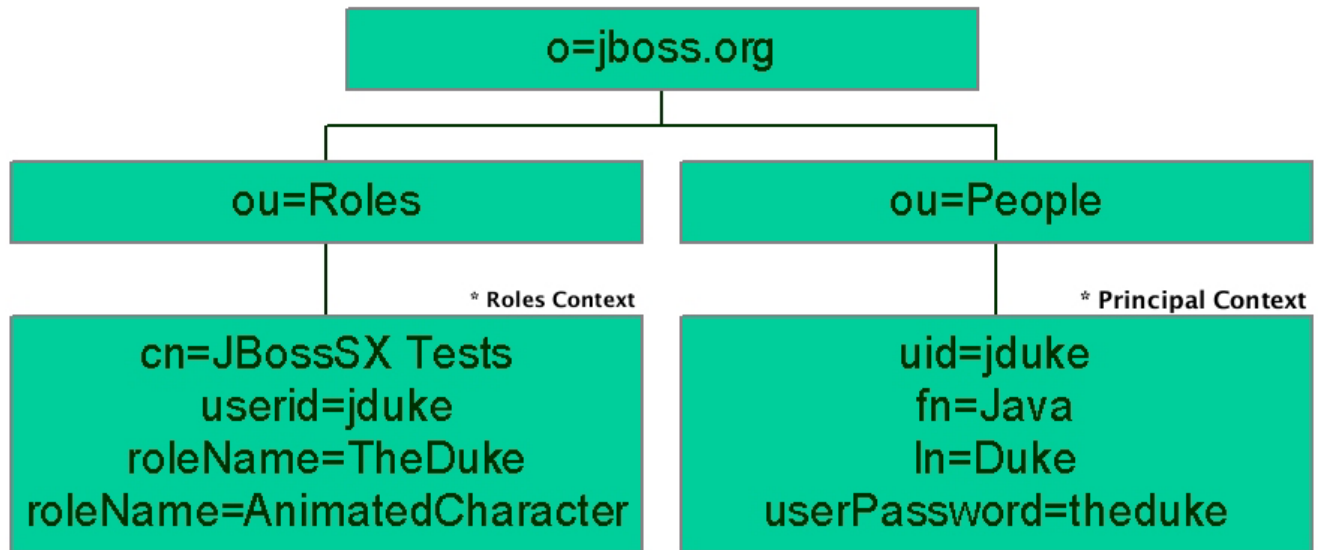 o=jboss.org
ou=Roles
ou=People
* Roles Context
* Principal Context
cn=JBossSX Tests
userid=jduke
roleName=TheDuke
roleName=AnimatedCharacter
uid=jduke
fn=Java
ln=Duke
userPassword=theduke